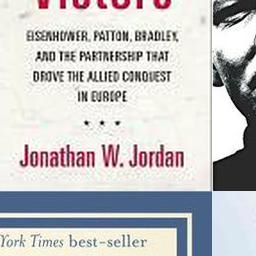 EISENHOWER, PATTON, BRADLEY,
AND THE PARTNERSHIP THAT
DROVE THE ALLIED CONQUEST
IN EUROPE
Jonathan W. Jordan
York Times best-seller